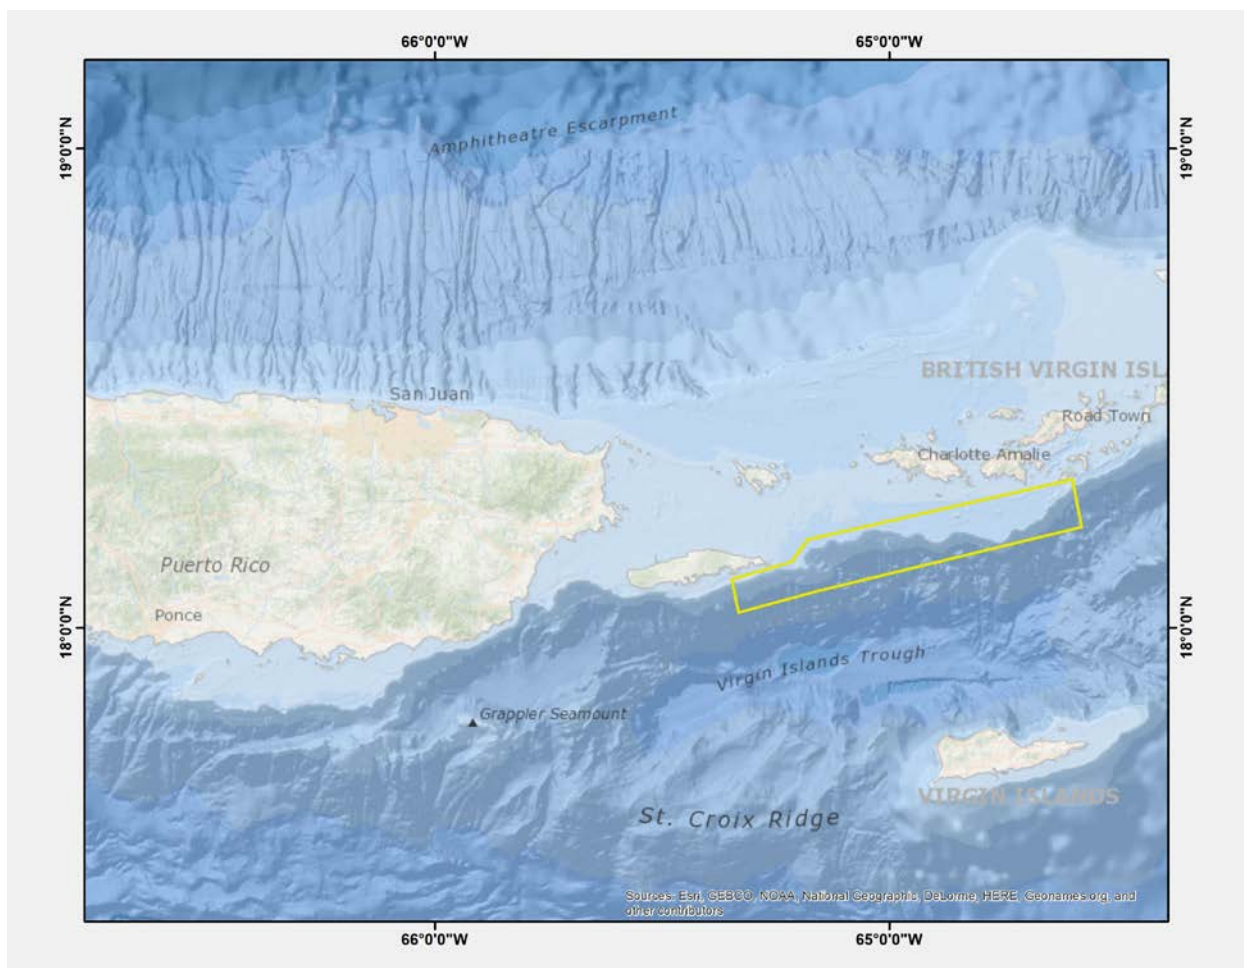 66°0'0"W
65°0'0"W
19°0'0"N
19°0'0"N
Amphitheatre Escarpment
BRITISH VIRGIN ISL
San Juan
Road Town
Charlotte Amalie
Puerto Rico
Ponce
18°0'0"N
18°0'0"N
Virgin Islands Trough
Grappler Seamount
VIRGIN ISLANDS
St. Croix Ridge
Sources: Esri, GEBCO, NOAA, National Geographic, DeLorme, HERE, Geonames.org, and
other contributors
66°0'0"W
65°0'0"W